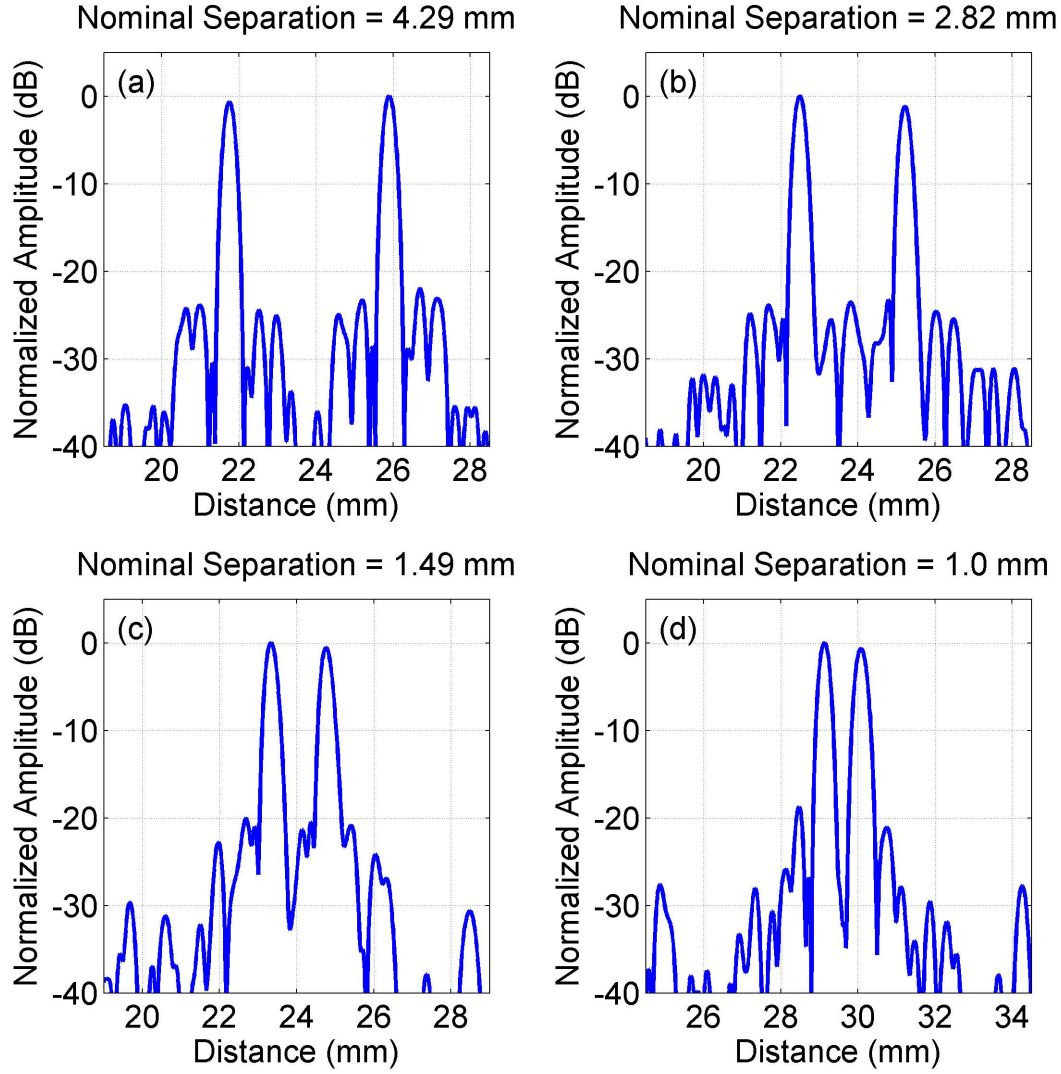 Nominal Separation = 4.29 mm
(a)
Normalized Amplitude (dB)
0
-10
-20
-30
-40
20 22 24 26 28
Distance (mm)
Nominal Separation = 2.82 mm
(b)
Normalized Amplitude (dB)
0
-10
-20
-30
-40
20 22 24 26 28
Distance (mm)
Nominal Separation = 1.49 mm
(c)
Normalized Amplitude (dB)
0
-10
-20
-30
-40
20 22 24 26 28
Distance (mm)
Nominal Separation = 1.0 mm
(d)
Normalized Amplitude (dB)
0
-10
-20
-30
-40
26 28 30 32 34
Distance (mm)